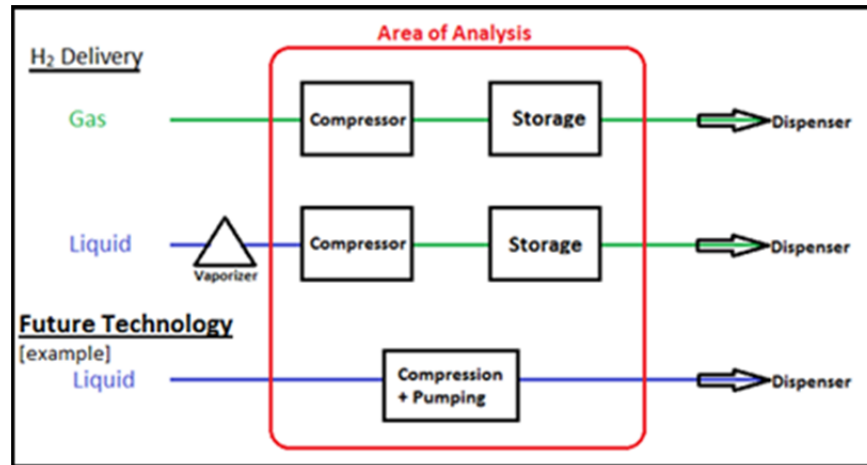 Area of Analysis
H₂ Delivery
Gas
Compressor
Storage
Dispenser
Liquid
Vaporizer
Compressor
Storage
Dispenser
Future Technology
[example]
Liquid
Compression
+ Pumping
Dispenser